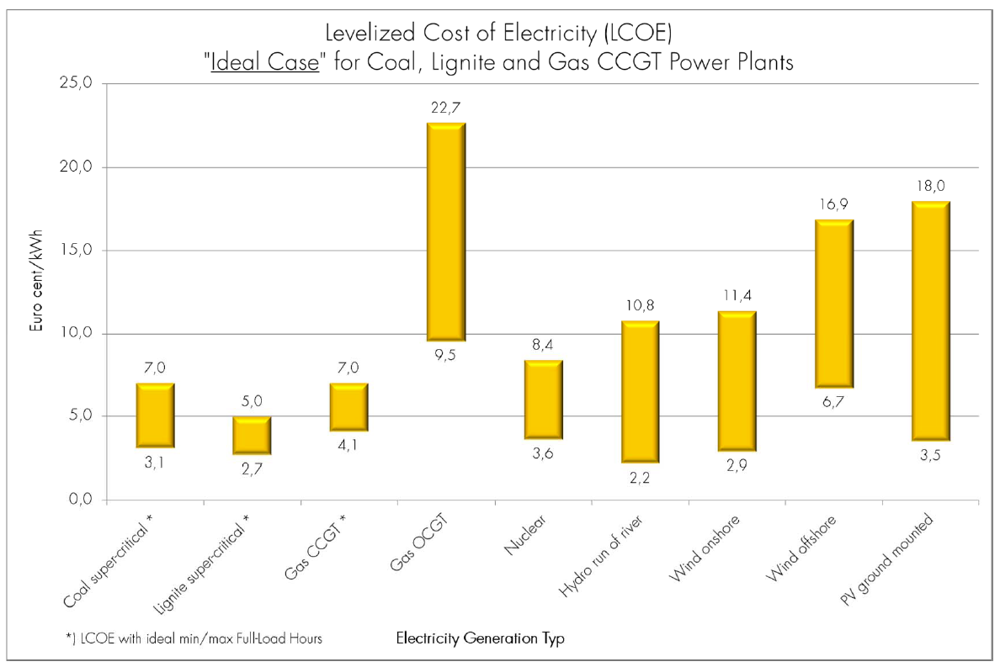 Levelized Cost of Electricity (LCOE)
"Ideal Case" for Coal, Lignite and Gas CCGT Power Plants
Euro cent/kWh
25,0
20,0
15,0
10,0
5,0
0,0
7,0
3,1
5,0
2,7
7,0
4,1
22,7
9,5
8,4
3,6
10,8
2,2
11,4
2,9
16,9
6,7
18,0
3,5
Coal super-critical *
Lignite super-critical *
Gas CCGT *
Gas OCGT
Nuclear
Hydro run of river
Wind onshore
Wind offshore
PV ground mounted
*) LCOE with ideal min/max Full-Load Hours
Electricity Generation Typ